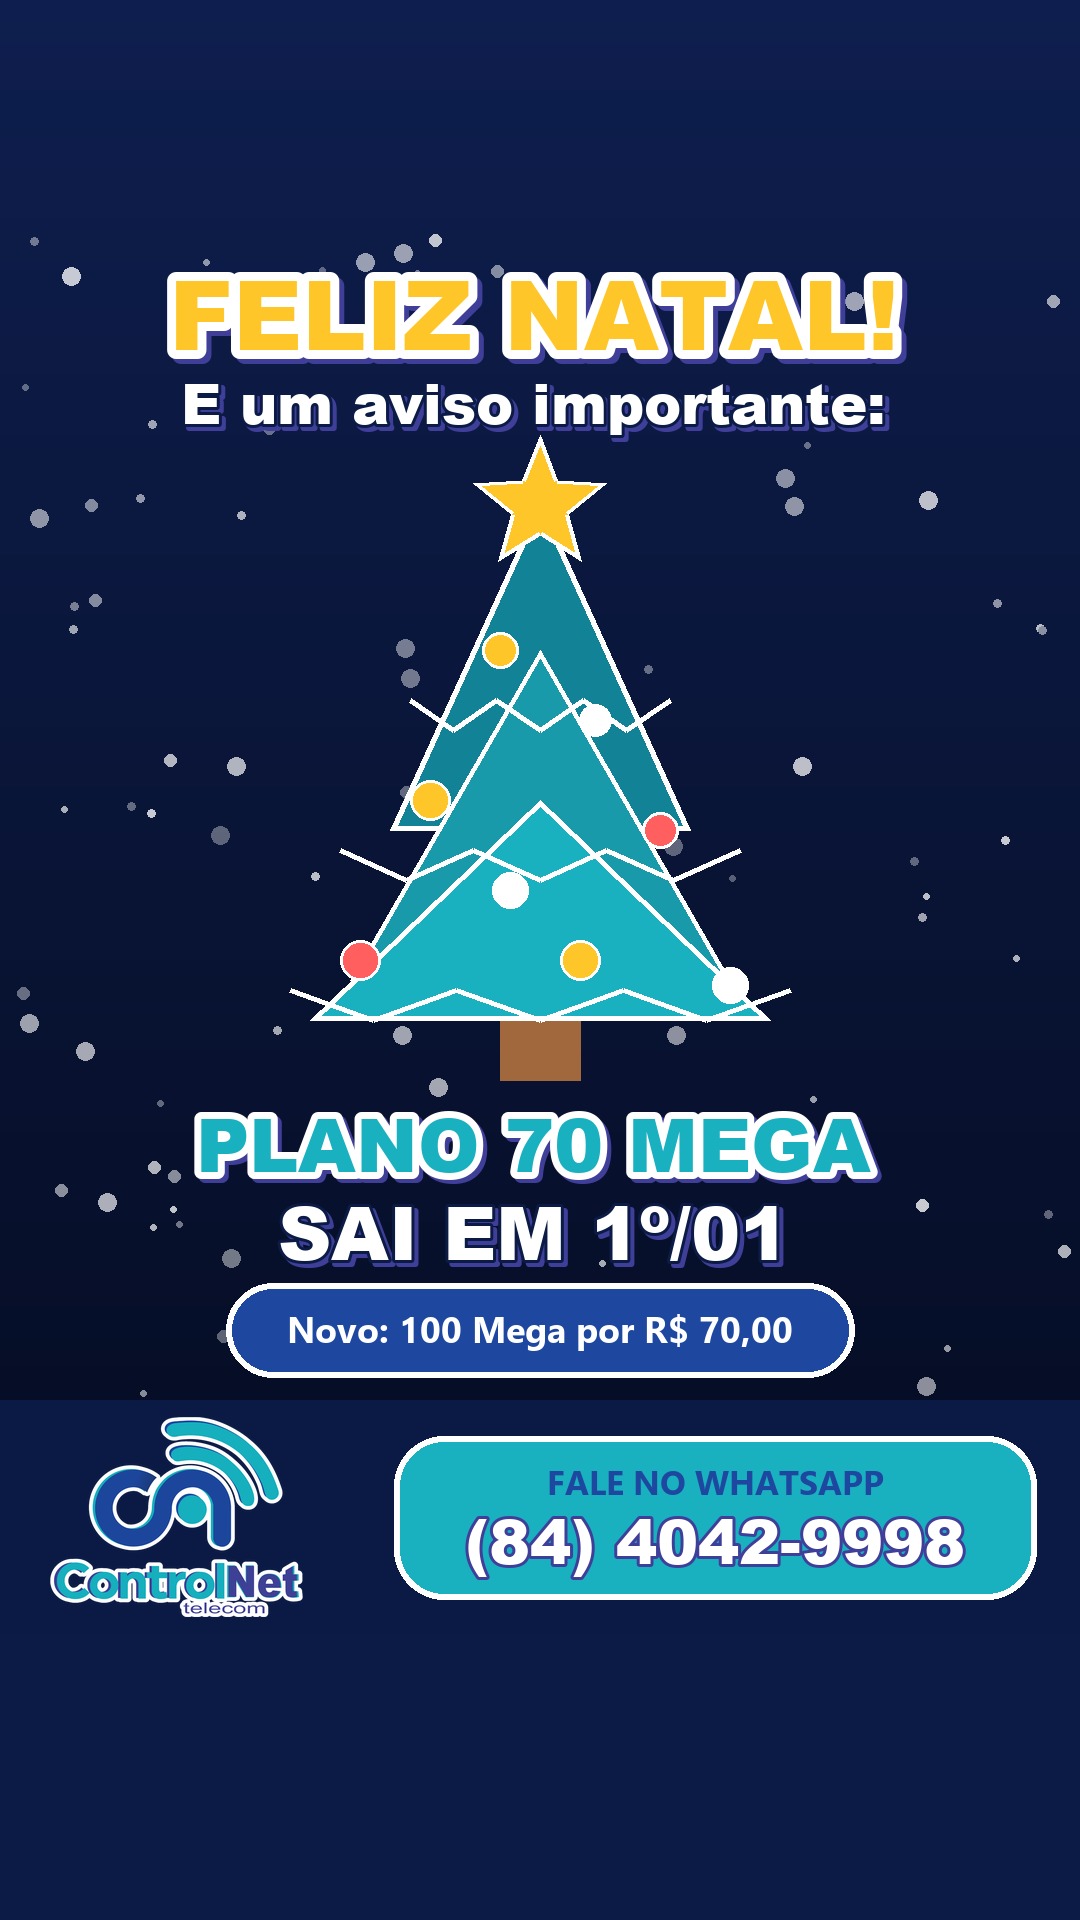 FELIZ NATAL!
E um aviso importante:
PLANO 70 MEGA
SAI EM 1º/01
Novo: 100 Mega por R$ 70,00
ControlNet
telecom
FALE NO WHATSAPP
(84) 4042-9998